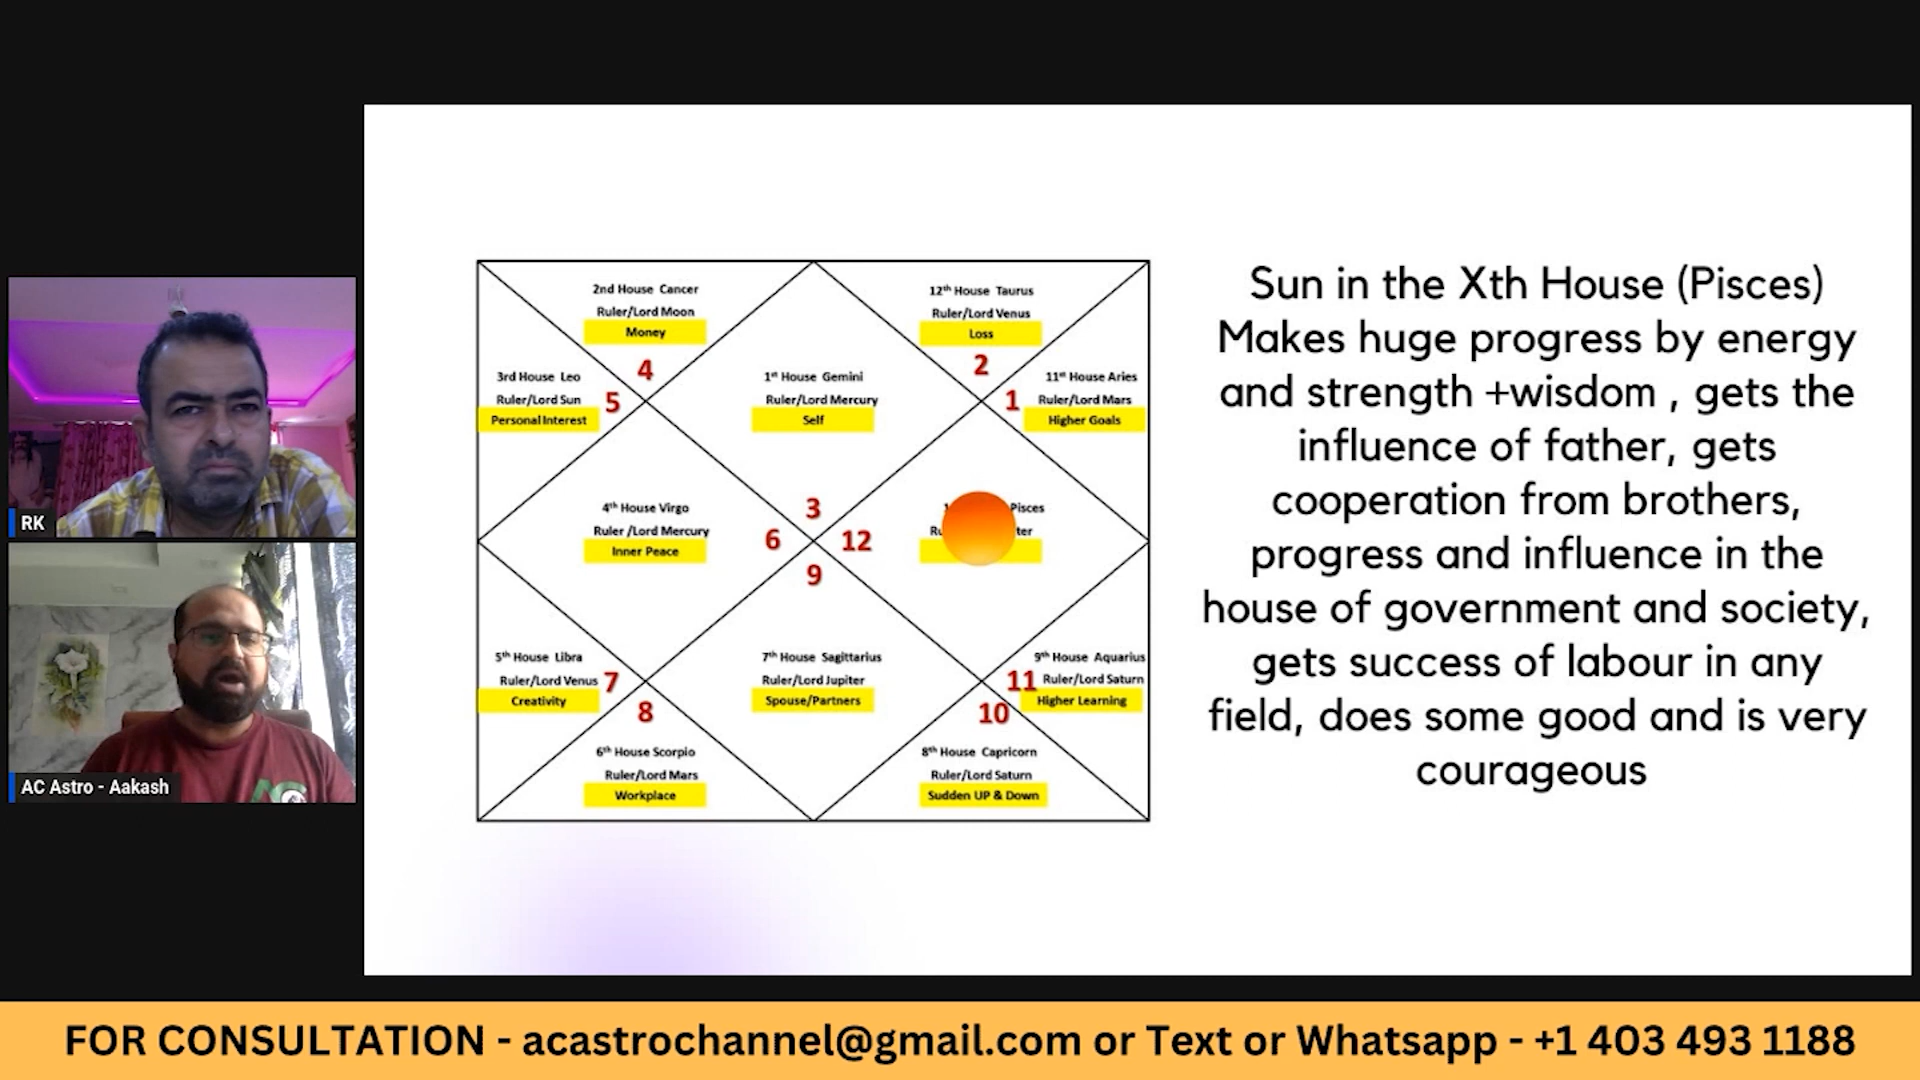 2nd House Cancer
Ruler/Lord Moon
Money
4
12th House Taurus
Ruler/Lord Venus
Loss
2
3rd House Leo
Ruler/Lord Sun
Personal Interest
5
1st House Gemini
Ruler/Lord Mercury
Self
3
11st House Aries
Ruler/Lord Mars
Higher Goals
1
4th House Virgo
Ruler /Lord Mercury
Inner Peace
6
Pisces
12
9
5th House Libra
Ruler/Lord Venus
Creativity
7
7th House Sagittarius
Ruler/Lord Jupiter
Spouse/Partners
9th House Aquarius
Ruler/Lord Saturn
Higher Learning
11
8
6th House Scorpio
Ruler/Lord Mars
Workplace
10
8th House Capricorn
Ruler/Lord Saturn
Sudden UP & Down
Sun in the Xth House (Pisces)
Makes huge progress by energy
and strength +wisdom , gets the
influence of father, gets
cooperation from brothers,
progress and influence in the
house of government and society,
gets success of labour in any
field, does some good and is very
courageous
RK
AC Astro - Aakash
FOR CONSULTATION - acastrochannel@gmail.com or Text or Whatsapp - +1 403 493 1188